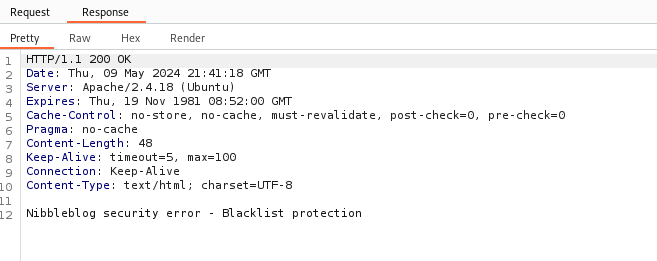 Request Response
Pretty Raw Hex Render
1 HTTP/1.1 200 OK
2 Date: Thu, 09 May 2024 21:41:18 GMT
3 Server: Apache/2.4.18 (Ubuntu)
4 Expires: Thu, 19 Nov 1981 08:52:00 GMT
5 Cache-Control: no-store, no-cache, must-revalidate, post-check=0, pre-check=0
6 Pragma: no-cache
7 Content-Length: 48
8 Keep-Alive: timeout=5, max=100
9 Connection: Keep-Alive
10 Content-Type: text/html; charset=UTF-8
11
12 Nibbleblog security error - Blacklist protection